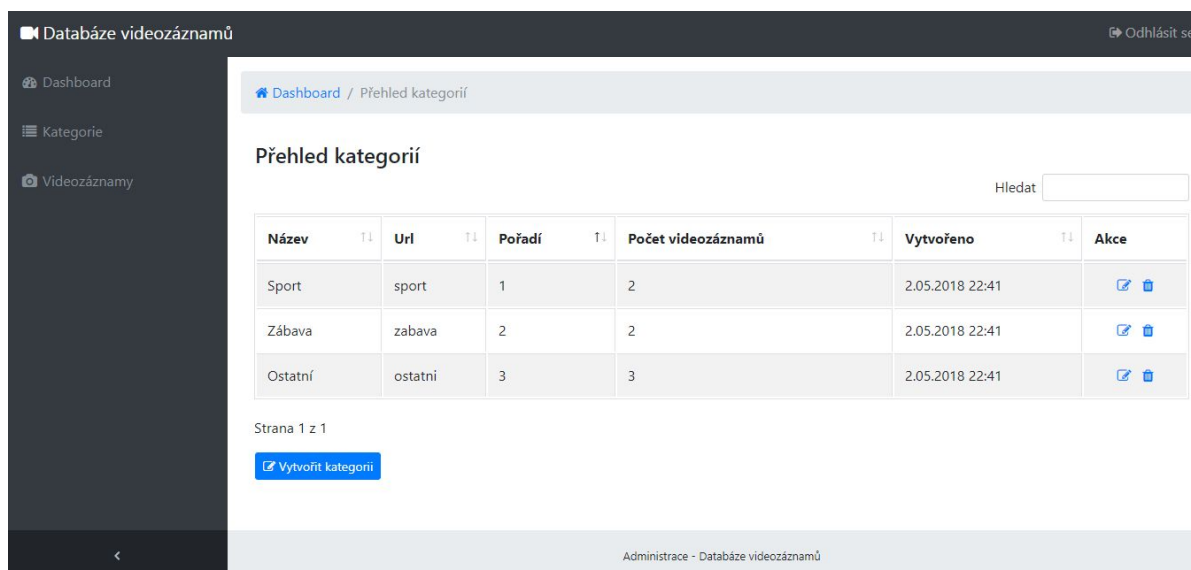 Databáze videozáznamů
Odhlásit se
Dashboard
Kategorie
Videozáznamy
Dashboard / Přehled kategorií
Přehled kategorií
Hledat
Název Url Pořadí Počet videozáznamů Vytvořeno Akce
Sport sport 1 2 2.05.2018 22:41
Zábava zabava 2 2 2.05.2018 22:41
Ostatní ostatni 3 3 2.05.2018 22:41
Strana 1 z 1
Vytvořit kategorii
Administrace - Databáze videozáznamů